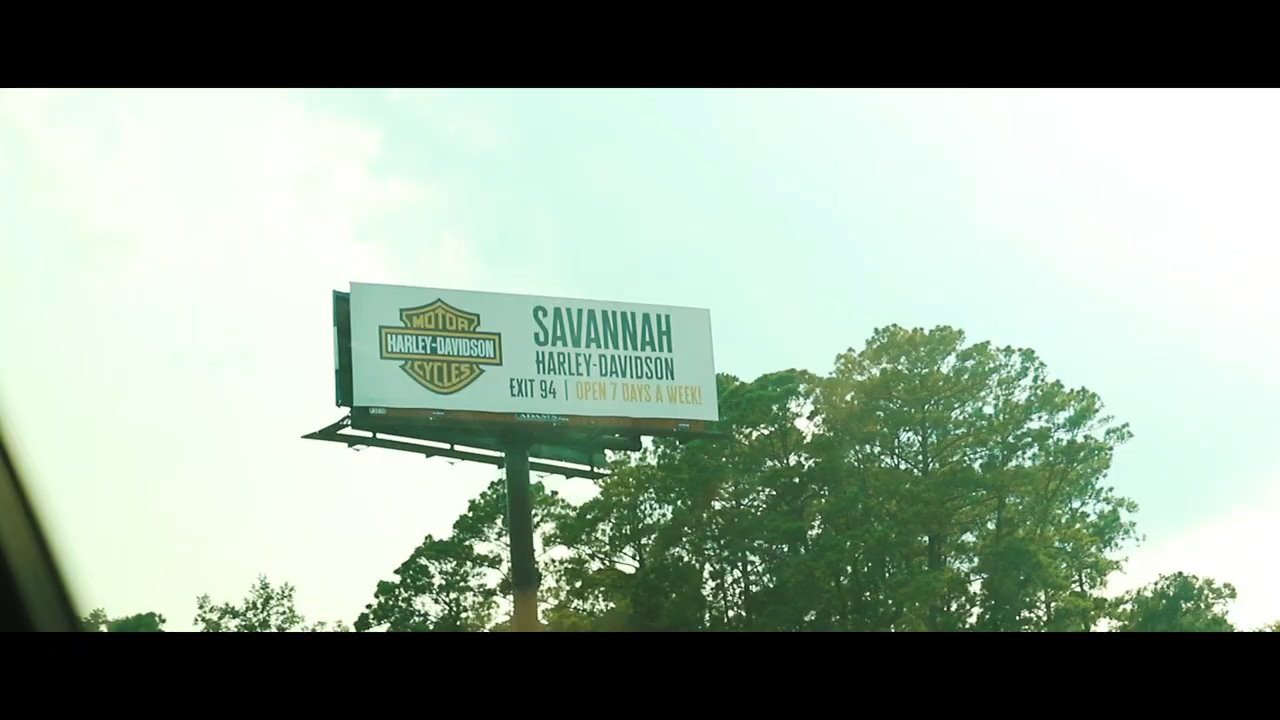 MOTOR
HARLEY-DAVIDSON
CYCLES
SAVANNAH
HARLEY-DAVIDSON
EXIT 94 | OPEN 7 DAYS A WEEK!